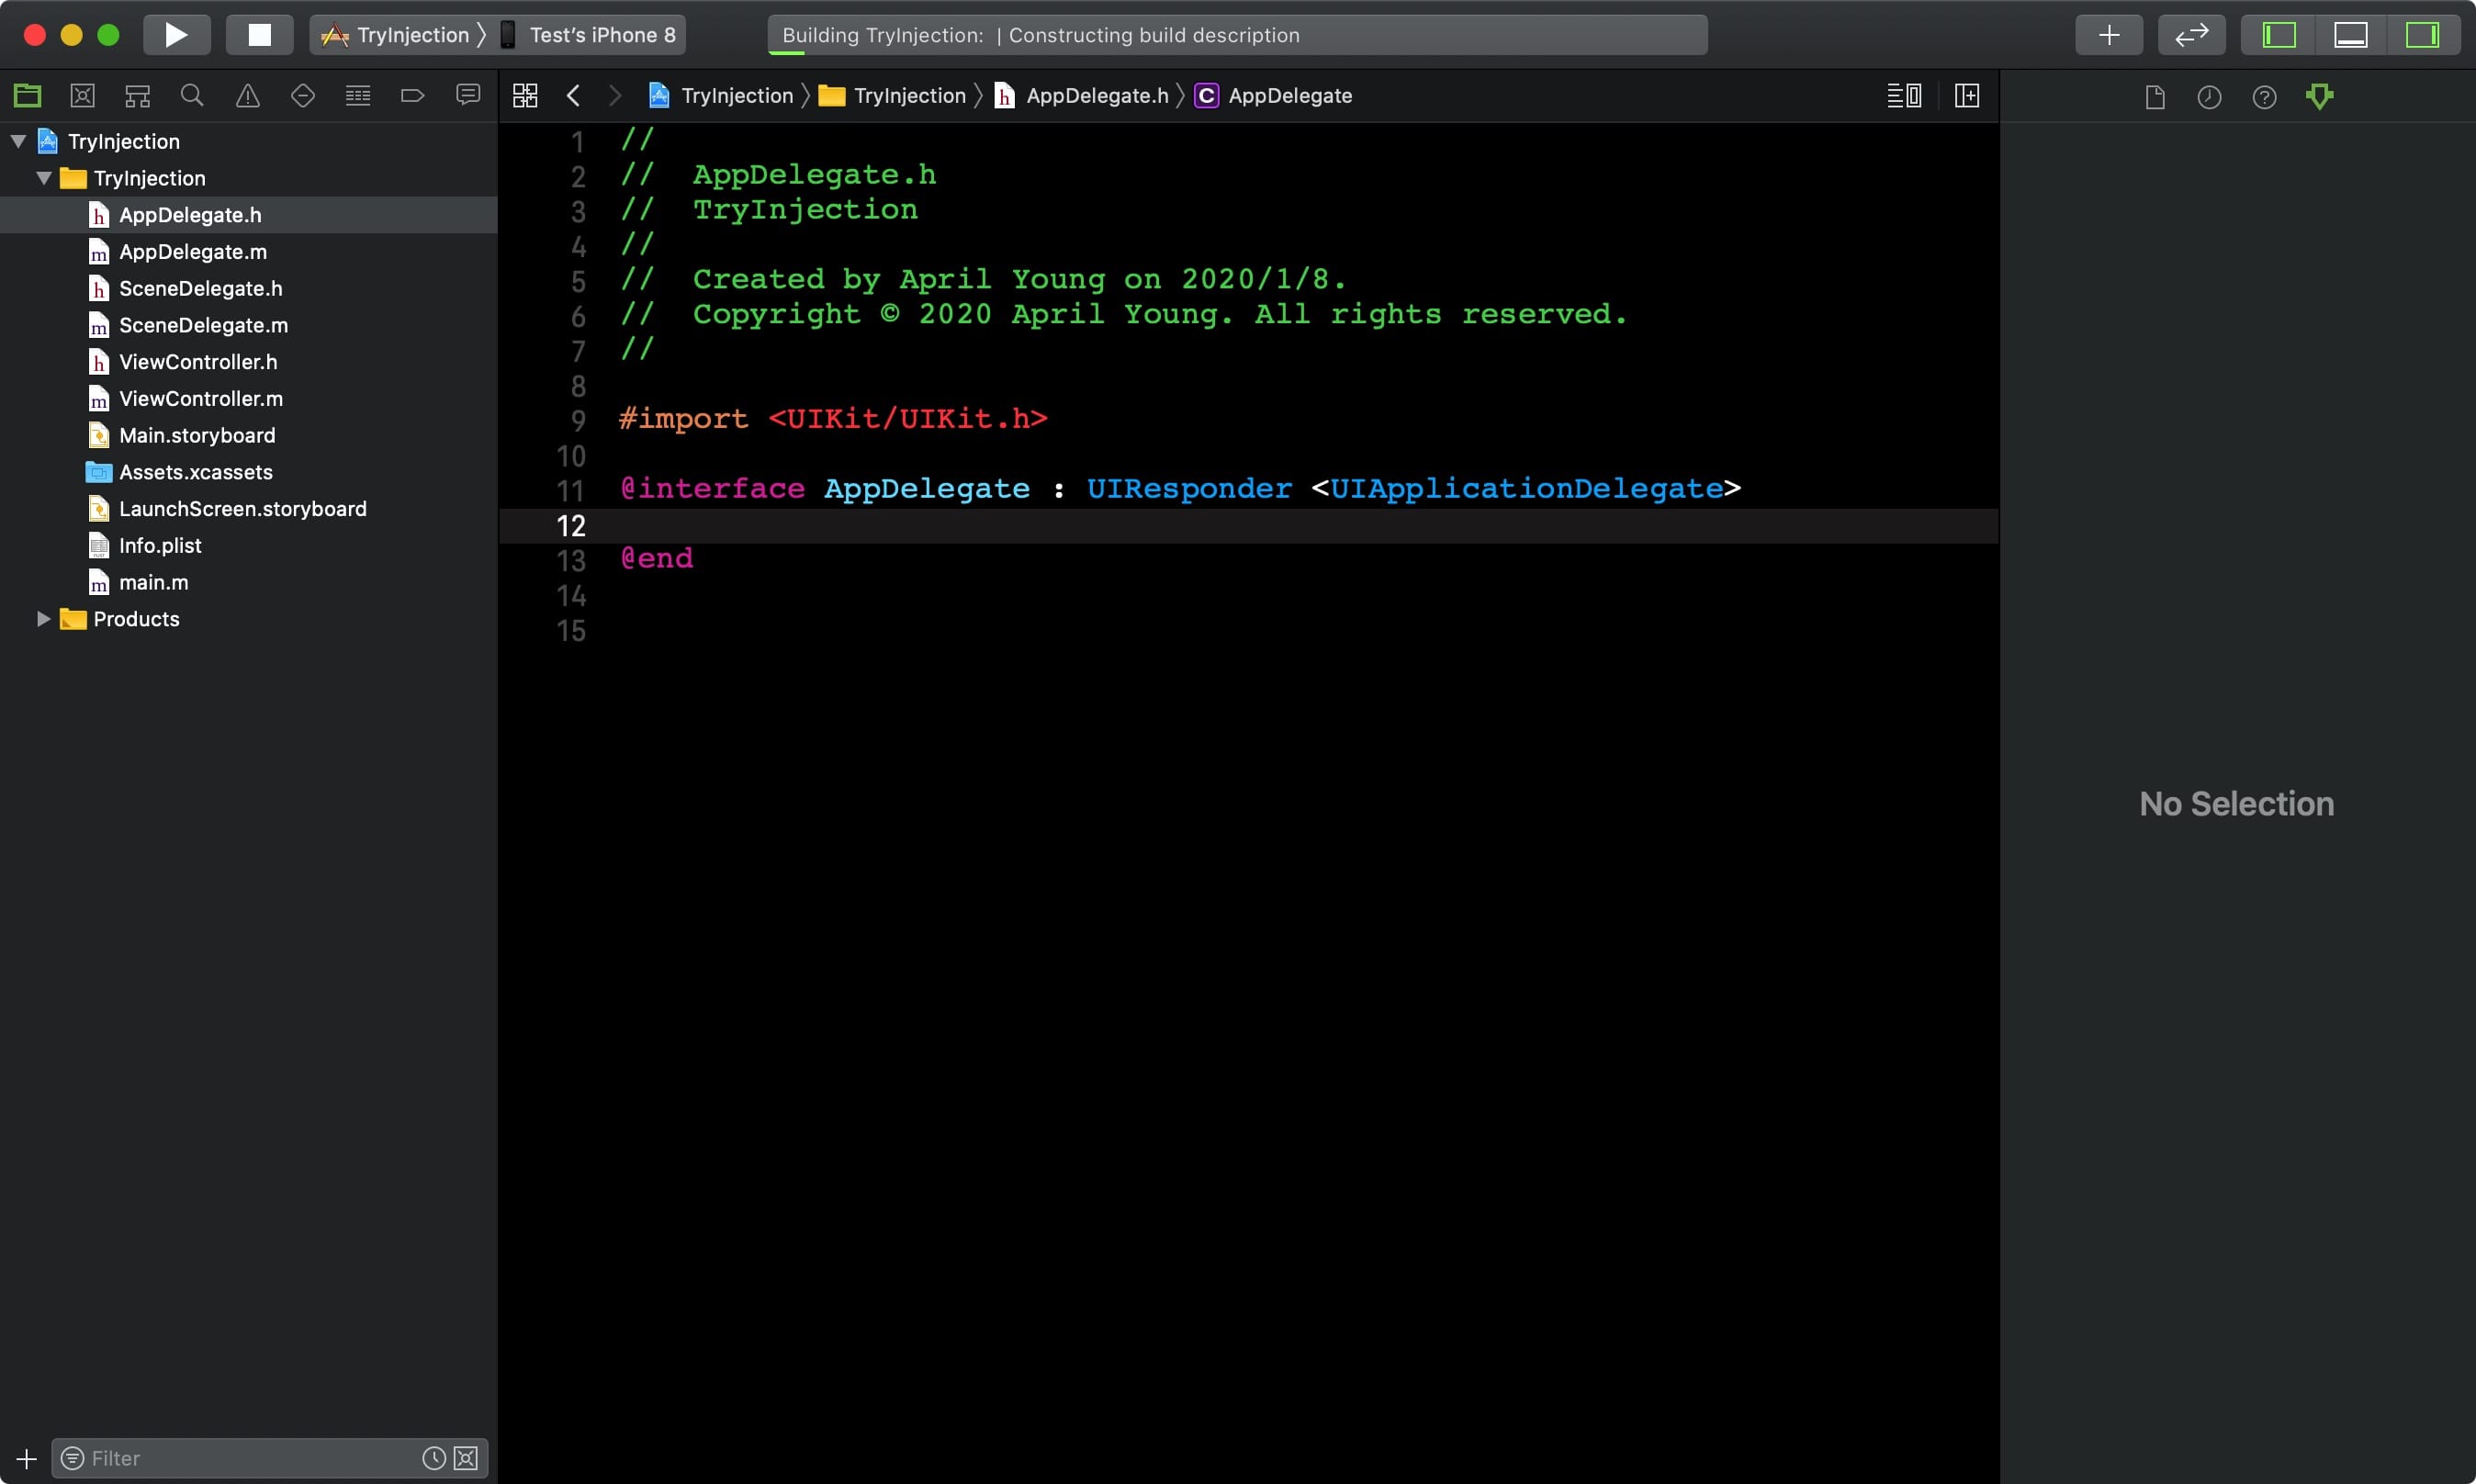 TryInjection 〉 Test’s iPhone 8
Building TryInjection: | Constructing build description
TryInjection 〉 TryInjection 〉 h AppDelegate.h 〉 C AppDelegate
TryInjection
TryInjection
h AppDelegate.h
m AppDelegate.m
h SceneDelegate.h
m SceneDelegate.m
h ViewController.h
m ViewController.m
Main.storyboard
Assets.xcassets
LaunchScreen.storyboard
Info.plist
m main.m
Products
Filter
1 //
2 //  AppDelegate.h
3 //  TryInjection
4 //
5 //  Created by April Young on 2020/1/8.
6 //  Copyright © 2020 April Young. All rights reserved.
7 //
8
9 #import <UIKit/UIKit.h>
10
11 @interface AppDelegate : UIResponder <UIApplicationDelegate>
12
13 @end
14
15
No Selection